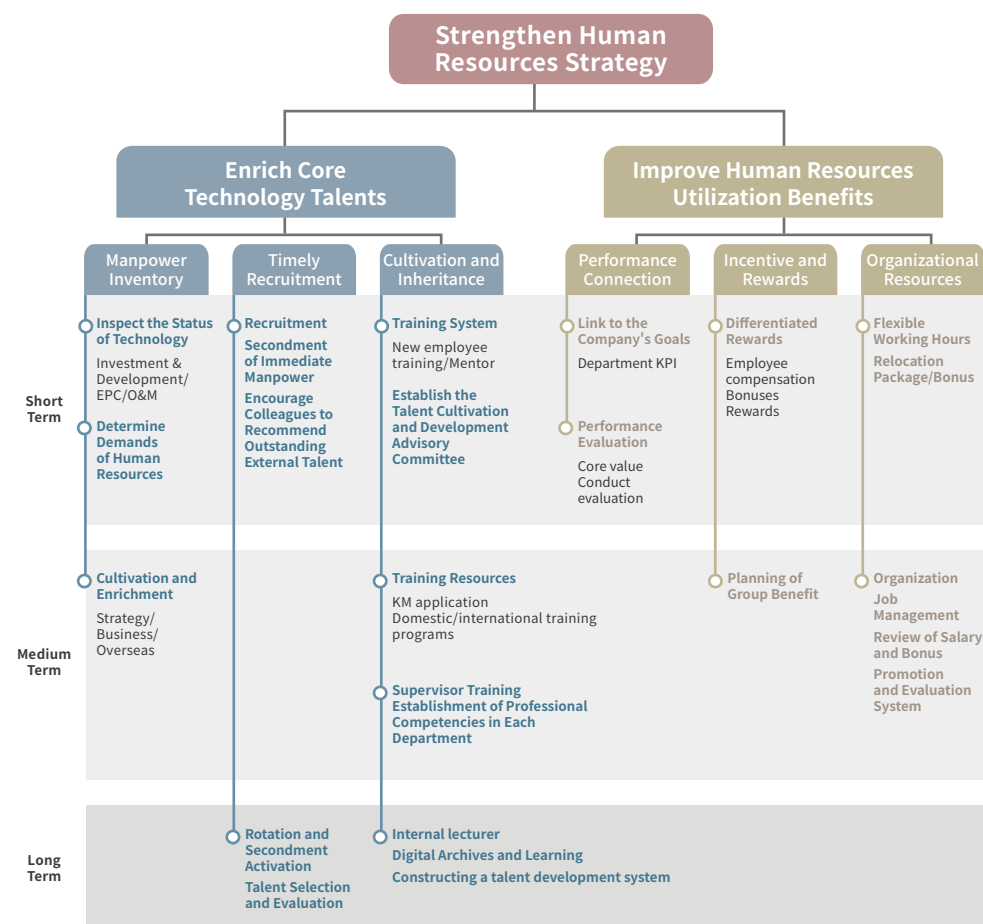 Strengthen Human
Resources Strategy
Enrich Core
Technology Talents
Improve Human Resources
Utilization Benefits
Manpower
Inventory
Timely
Recruitment
Cultivation and
Inheritance
Performance
Connection
Incentive and
Rewards
Organizational
Resources
Short
Term
Inspect the Status
of Technology
Investment &
Development/
EPC/O&M
Determine
Demands
of Human
Resources
Recruitment
Secondment
of Immediate
Manpower
Encourage
Colleagues to
Recommend
Outstanding
External Talent
Training System
New employee
training/Mentor
Establish the
Talent Cultivation
and Development
Advisory
Committee
Link to the
Company's Goals
Department KPI
Performance
Evaluation
Core value
Conduct
evaluation
Differentiated
Rewards
Employee
compensation
Bonuses
Rewards
Flexible
Working Hours
Relocation
Package/Bonus
Medium
Term
Cultivation and
Enrichment
Strategy/
Business/
Overseas
Training Resources
KM application
Domestic/international training
programs
Supervisor Training
Establishment of Professional
Competencies in Each
Department
Planning of
Group Benefit
Organization
Job
Management
Review of Salary
and Bonus
Promotion
and Evaluation
System
Long
Term
Rotation and
Secondment
Activation
Talent Selection
and Evaluation
Internal lecturer
Digital Archives and Learning
Constructing a talent development system